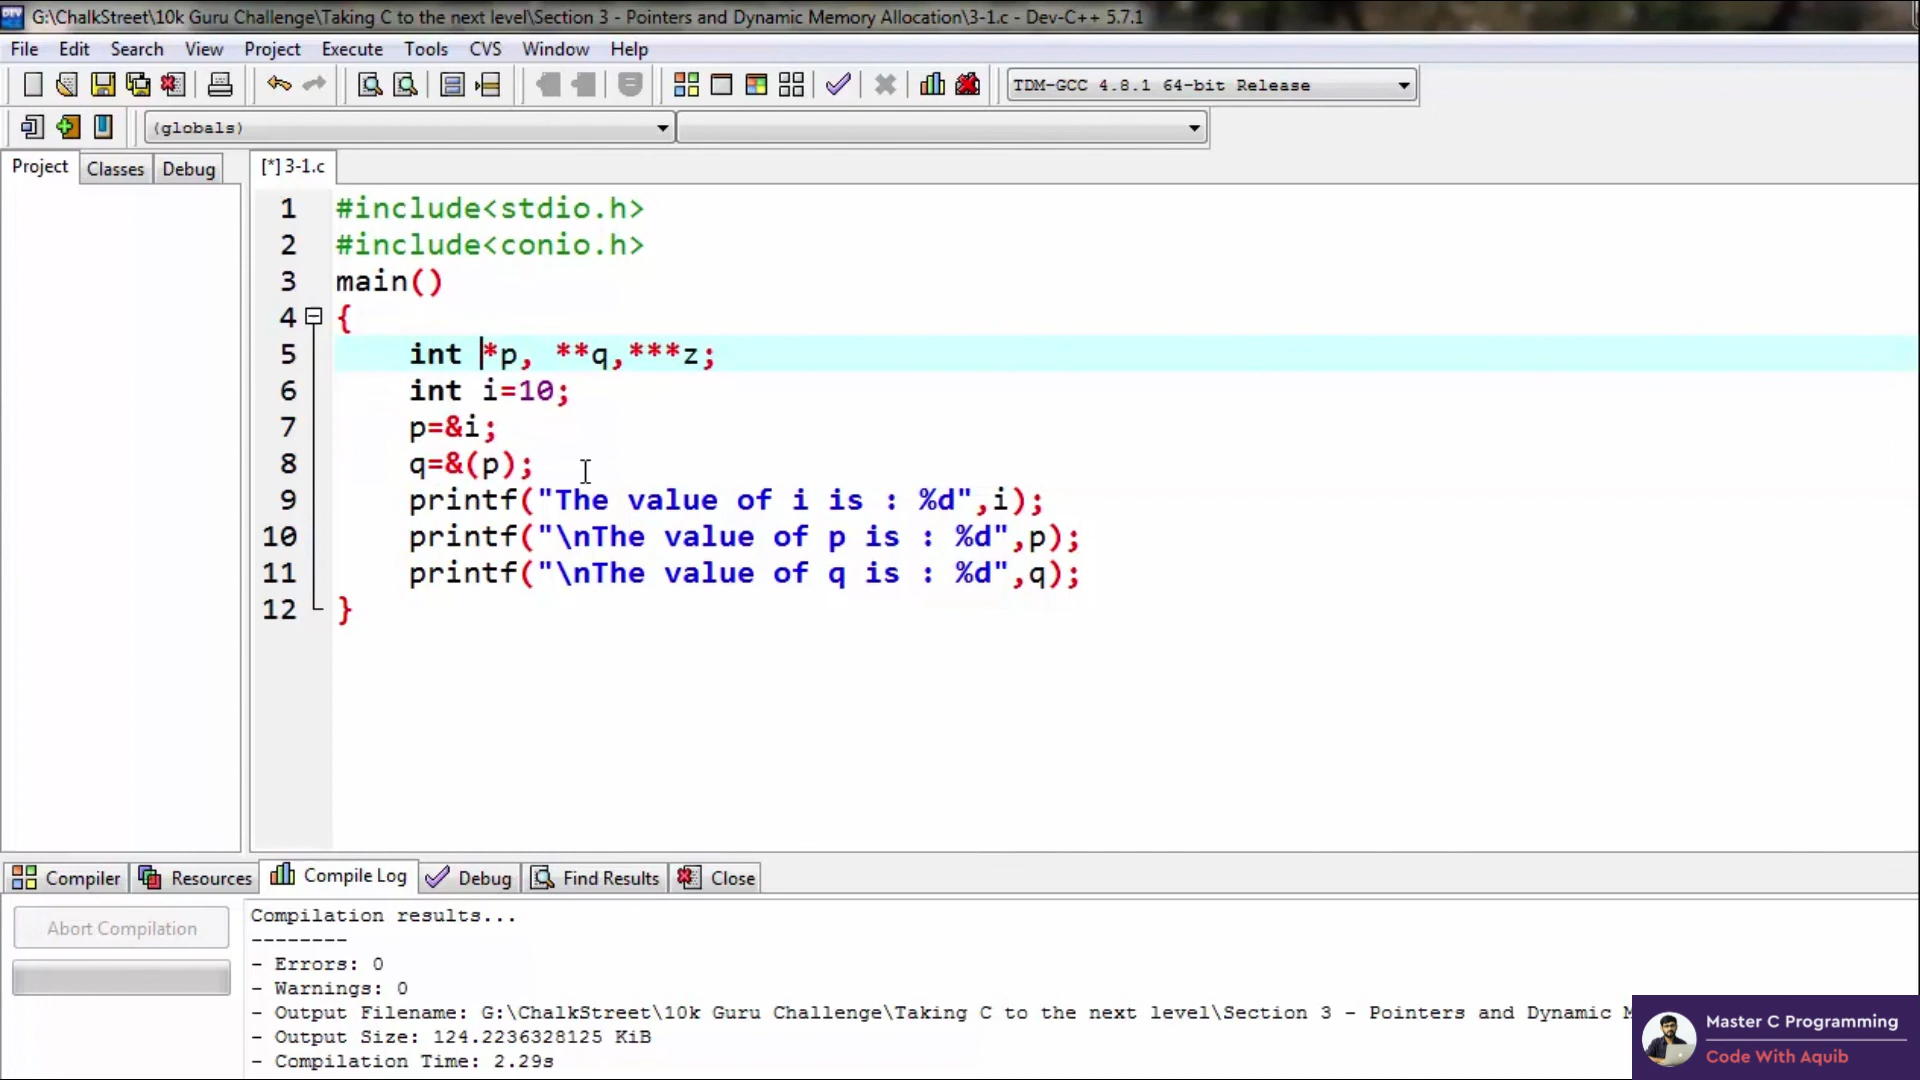 G:\ChalkStreet\10k Guru Challenge\Taking C to the next level\Section 3 - Pointers and Dynamic Memory Allocation\3-1.c - Dev-C++ 5.7.1
File Edit Search View Project Execute Tools CVS Window Help
TDM-GCC 4.8.1 64-bit Release
(globals)
Project Classes Debug [*] 3-1.c
1 #include<stdio.h>
2 #include<conio.h>
3 main()
4 {
5 int *p, **q,***z;
6 int i=10;
7 p=&i;
8 q=&(p);
9 printf("The value of i is : %d",i);
10 printf("\nThe value of p is : %d",p);
11 printf("\nThe value of q is : %d",q);
12 }
Compiler Resources Compile Log Debug Find Results Close
Abort Compilation
Compilation results...
--------
- Errors: 0
- Warnings: 0
- Output Filename: G:\ChalkStreet\10k Guru Challenge\Taking C to the next level\Section 3 - Pointers and Dynamic
- Output Size: 124.2236328125 KiB
- Compilation Time: 2.29s
Master C Programming
Code With Aquib